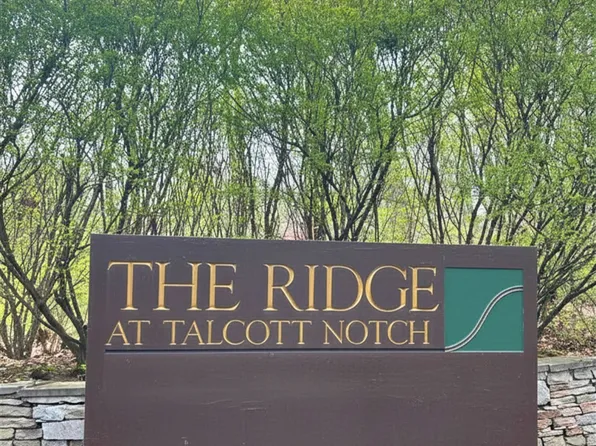 THE RIDGE
AT TALCOTT NOTCH